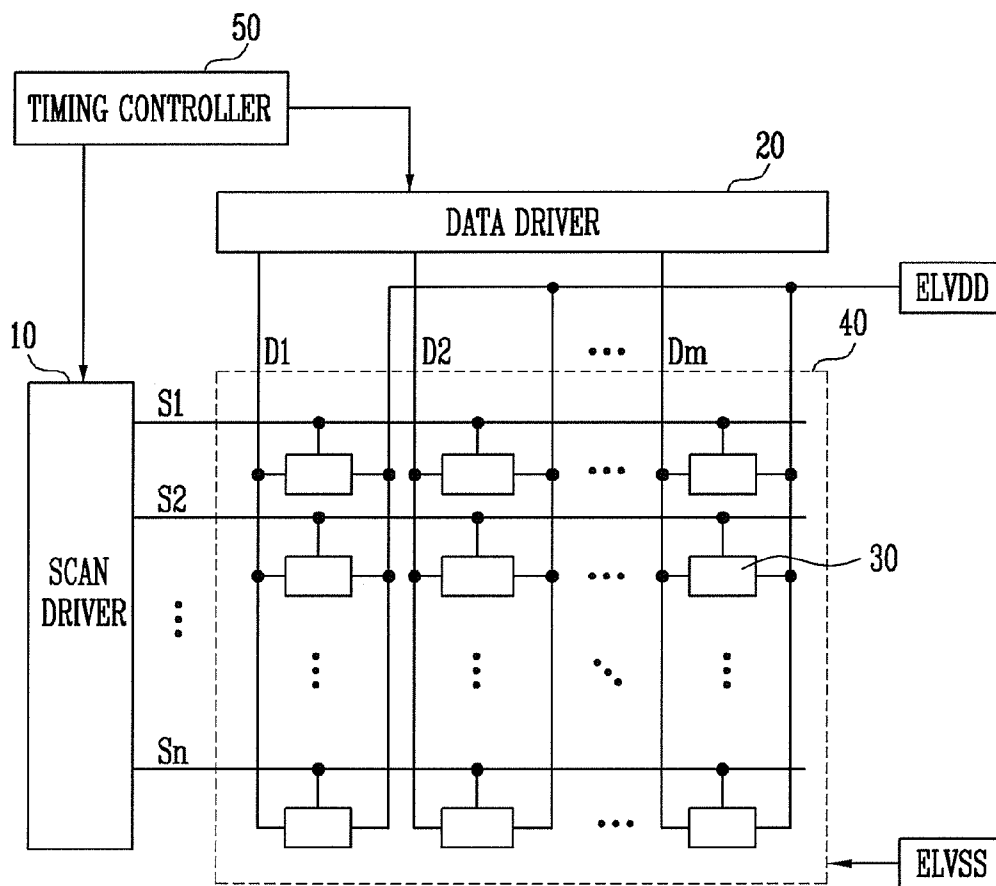 50
TIMING CONTROLLER
20
DATA DRIVER
ELVDD
10
D1
D2
Dm
40
S1
S2
30
SCAN
DRIVER
Sn
ELVSS